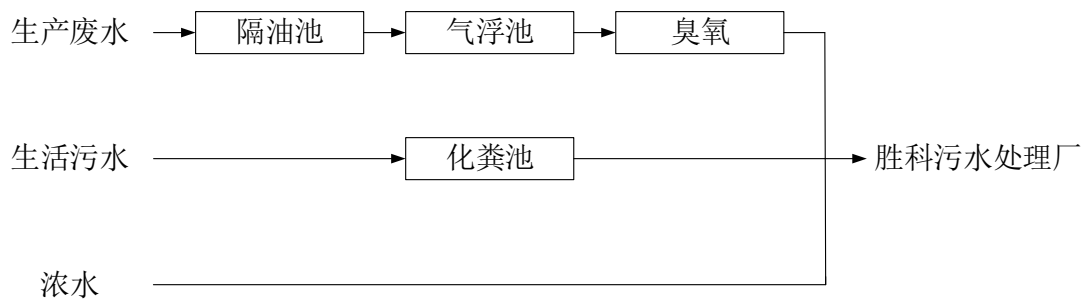 生产废水
隔油池
气浮池
臭氧
生活污水
化粪池
胜科污水处理厂
浓水